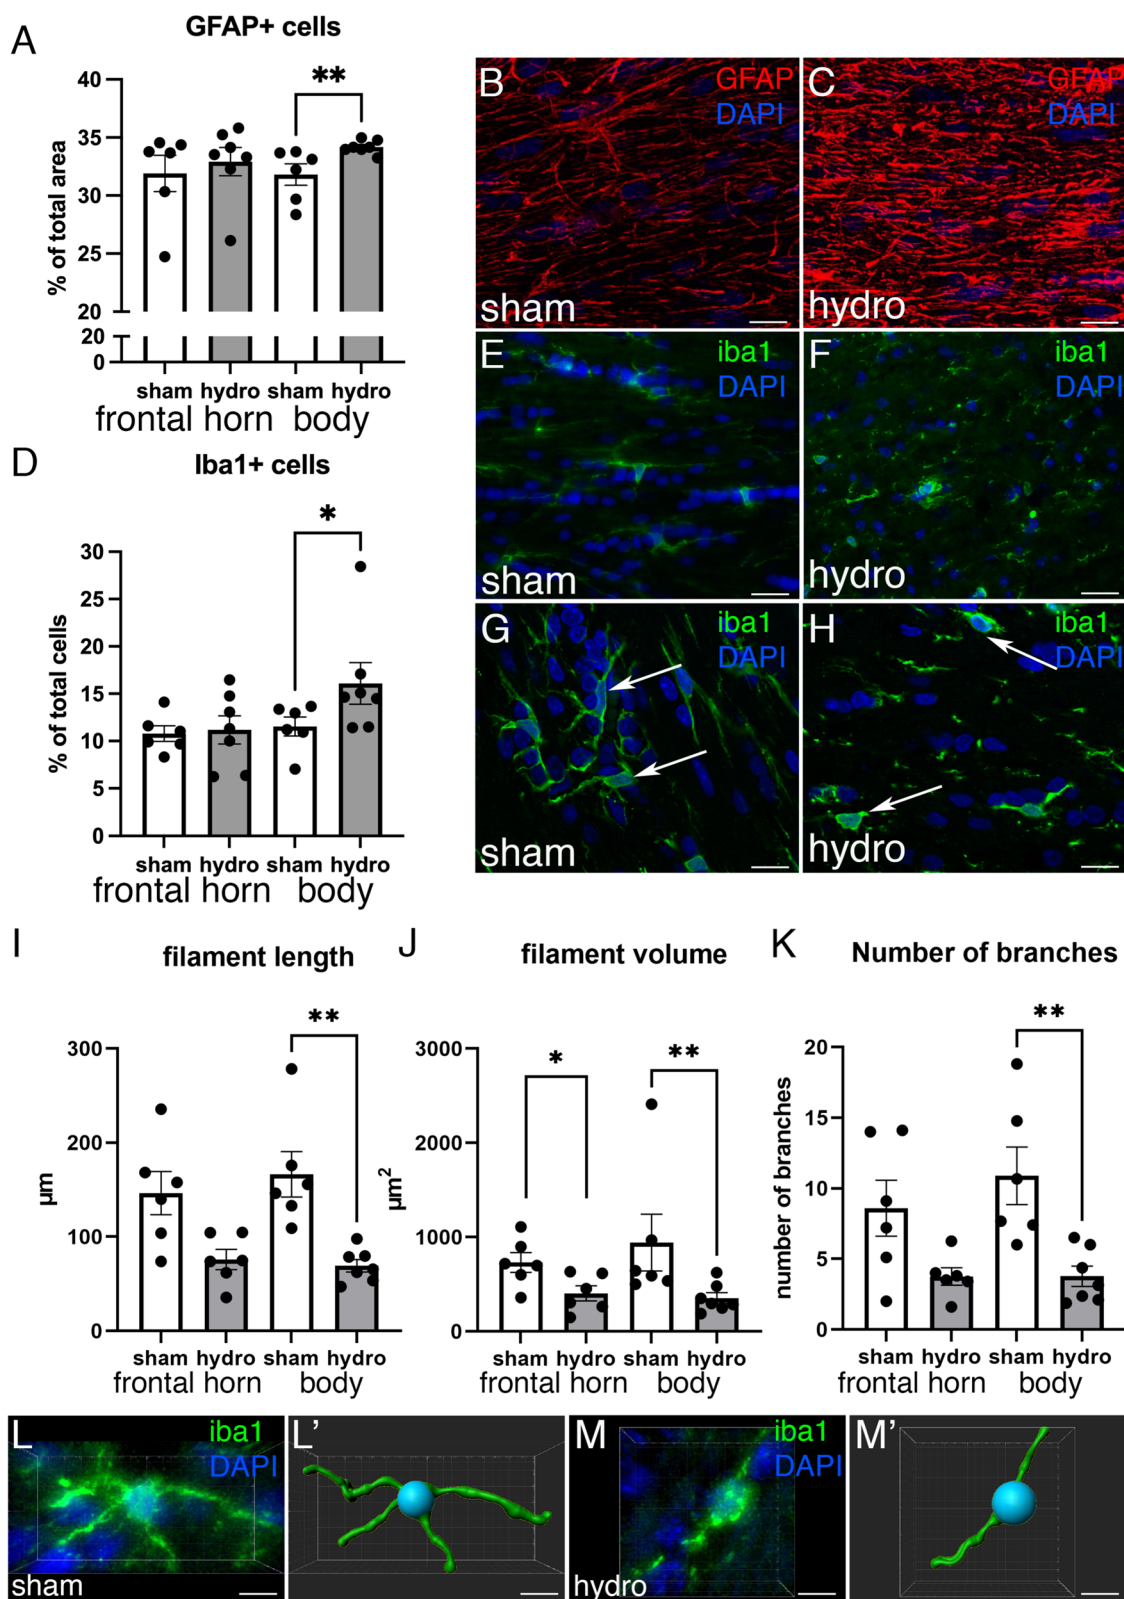 A
GFAP+ cells
**
% of total area
40
35
30
25
20
20
0
sham hydro sham hydro
frontal horn body
B
GFAP
DAPI
sham
C
GFAP
DAPI
hydro
D
Iba1+ cells
*
% of total cells
30
25
20
15
10
5
0
sham hydro sham hydro
frontal horn body
E
iba1
DAPI
sham
F
iba1
DAPI
hydro
G
iba1
DAPI
sham
H
iba1
DAPI
hydro
I
filament length
**
µm
300
200
100
0
sham hydro sham hydro
frontal horn body
J
filament volume
*
**
µm²
3000
2000
1000
0
sham hydro sham hydro
frontal horn body
K
Number of branches
**
number of branches
20
15
10
5
0
sham hydro sham hydro
frontal horn body
L
iba1
DAPI
sham
L'
M
iba1
DAPI
hydro
M'